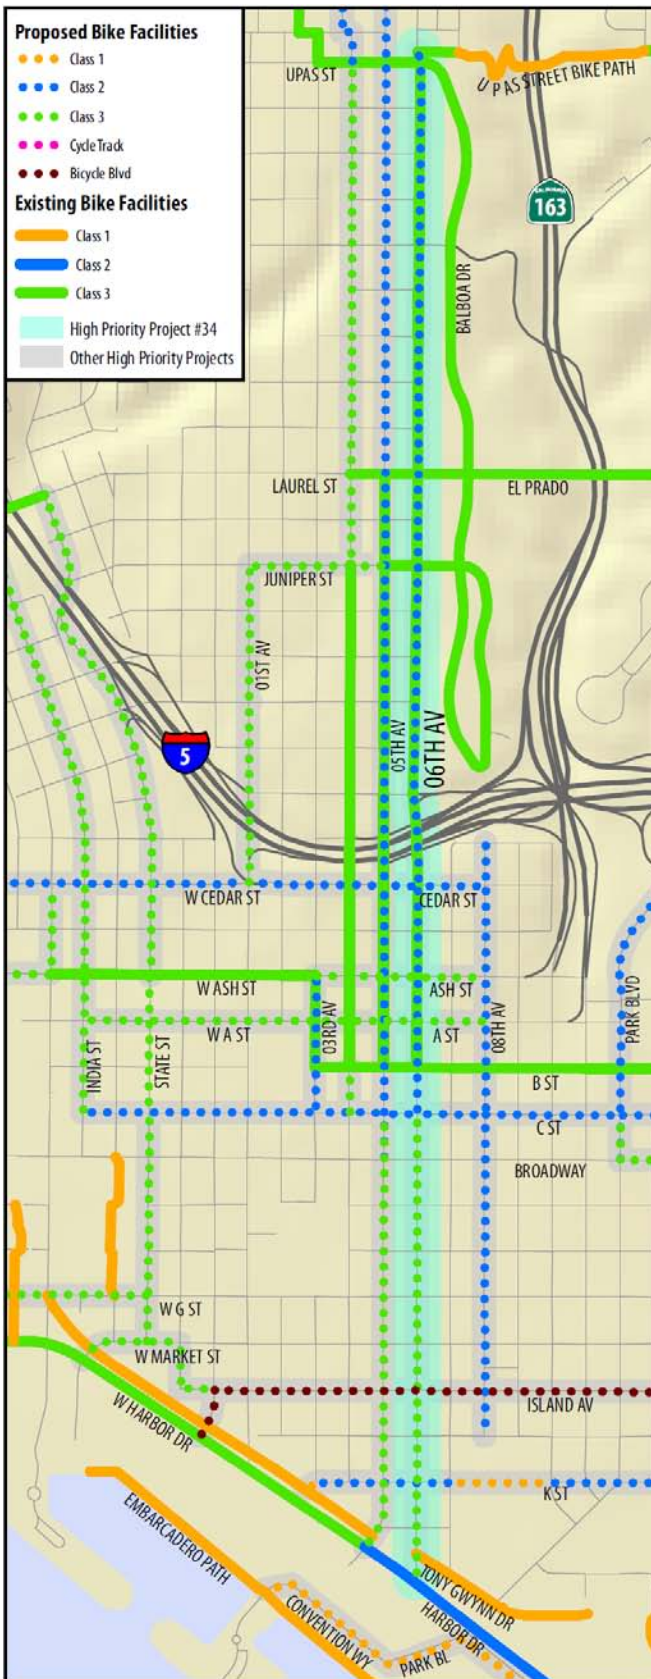 Proposed Bike Facilities
Class 1
Class 2
Class 3
Cycle Track
Bicycle Blvd
Existing Bike Facilities
Class 1
Class 2
Class 3
High Priority Project #34
Other High Priority Projects
UPAS ST
UPAS STREET BIKE PATH
163
BALBOA DR
LAUREL ST
EL PRADO
JUNIPER ST
01ST AV
05TH AV
06TH AV
5
W CEDAR ST
CEDAR ST
W ASH ST
ASH ST
03RD AV
08TH AV
PARK BLVD
W A ST
A ST
INDIA ST
STATE ST
B ST
C ST
BROADWAY
W G ST
W MARKET ST
ISLAND AV
W HARBOR DR
K ST
EMBARCADERO PATH
TONY GWYNN DR
HARBOR DR
CONVENTION WY
PARK BL